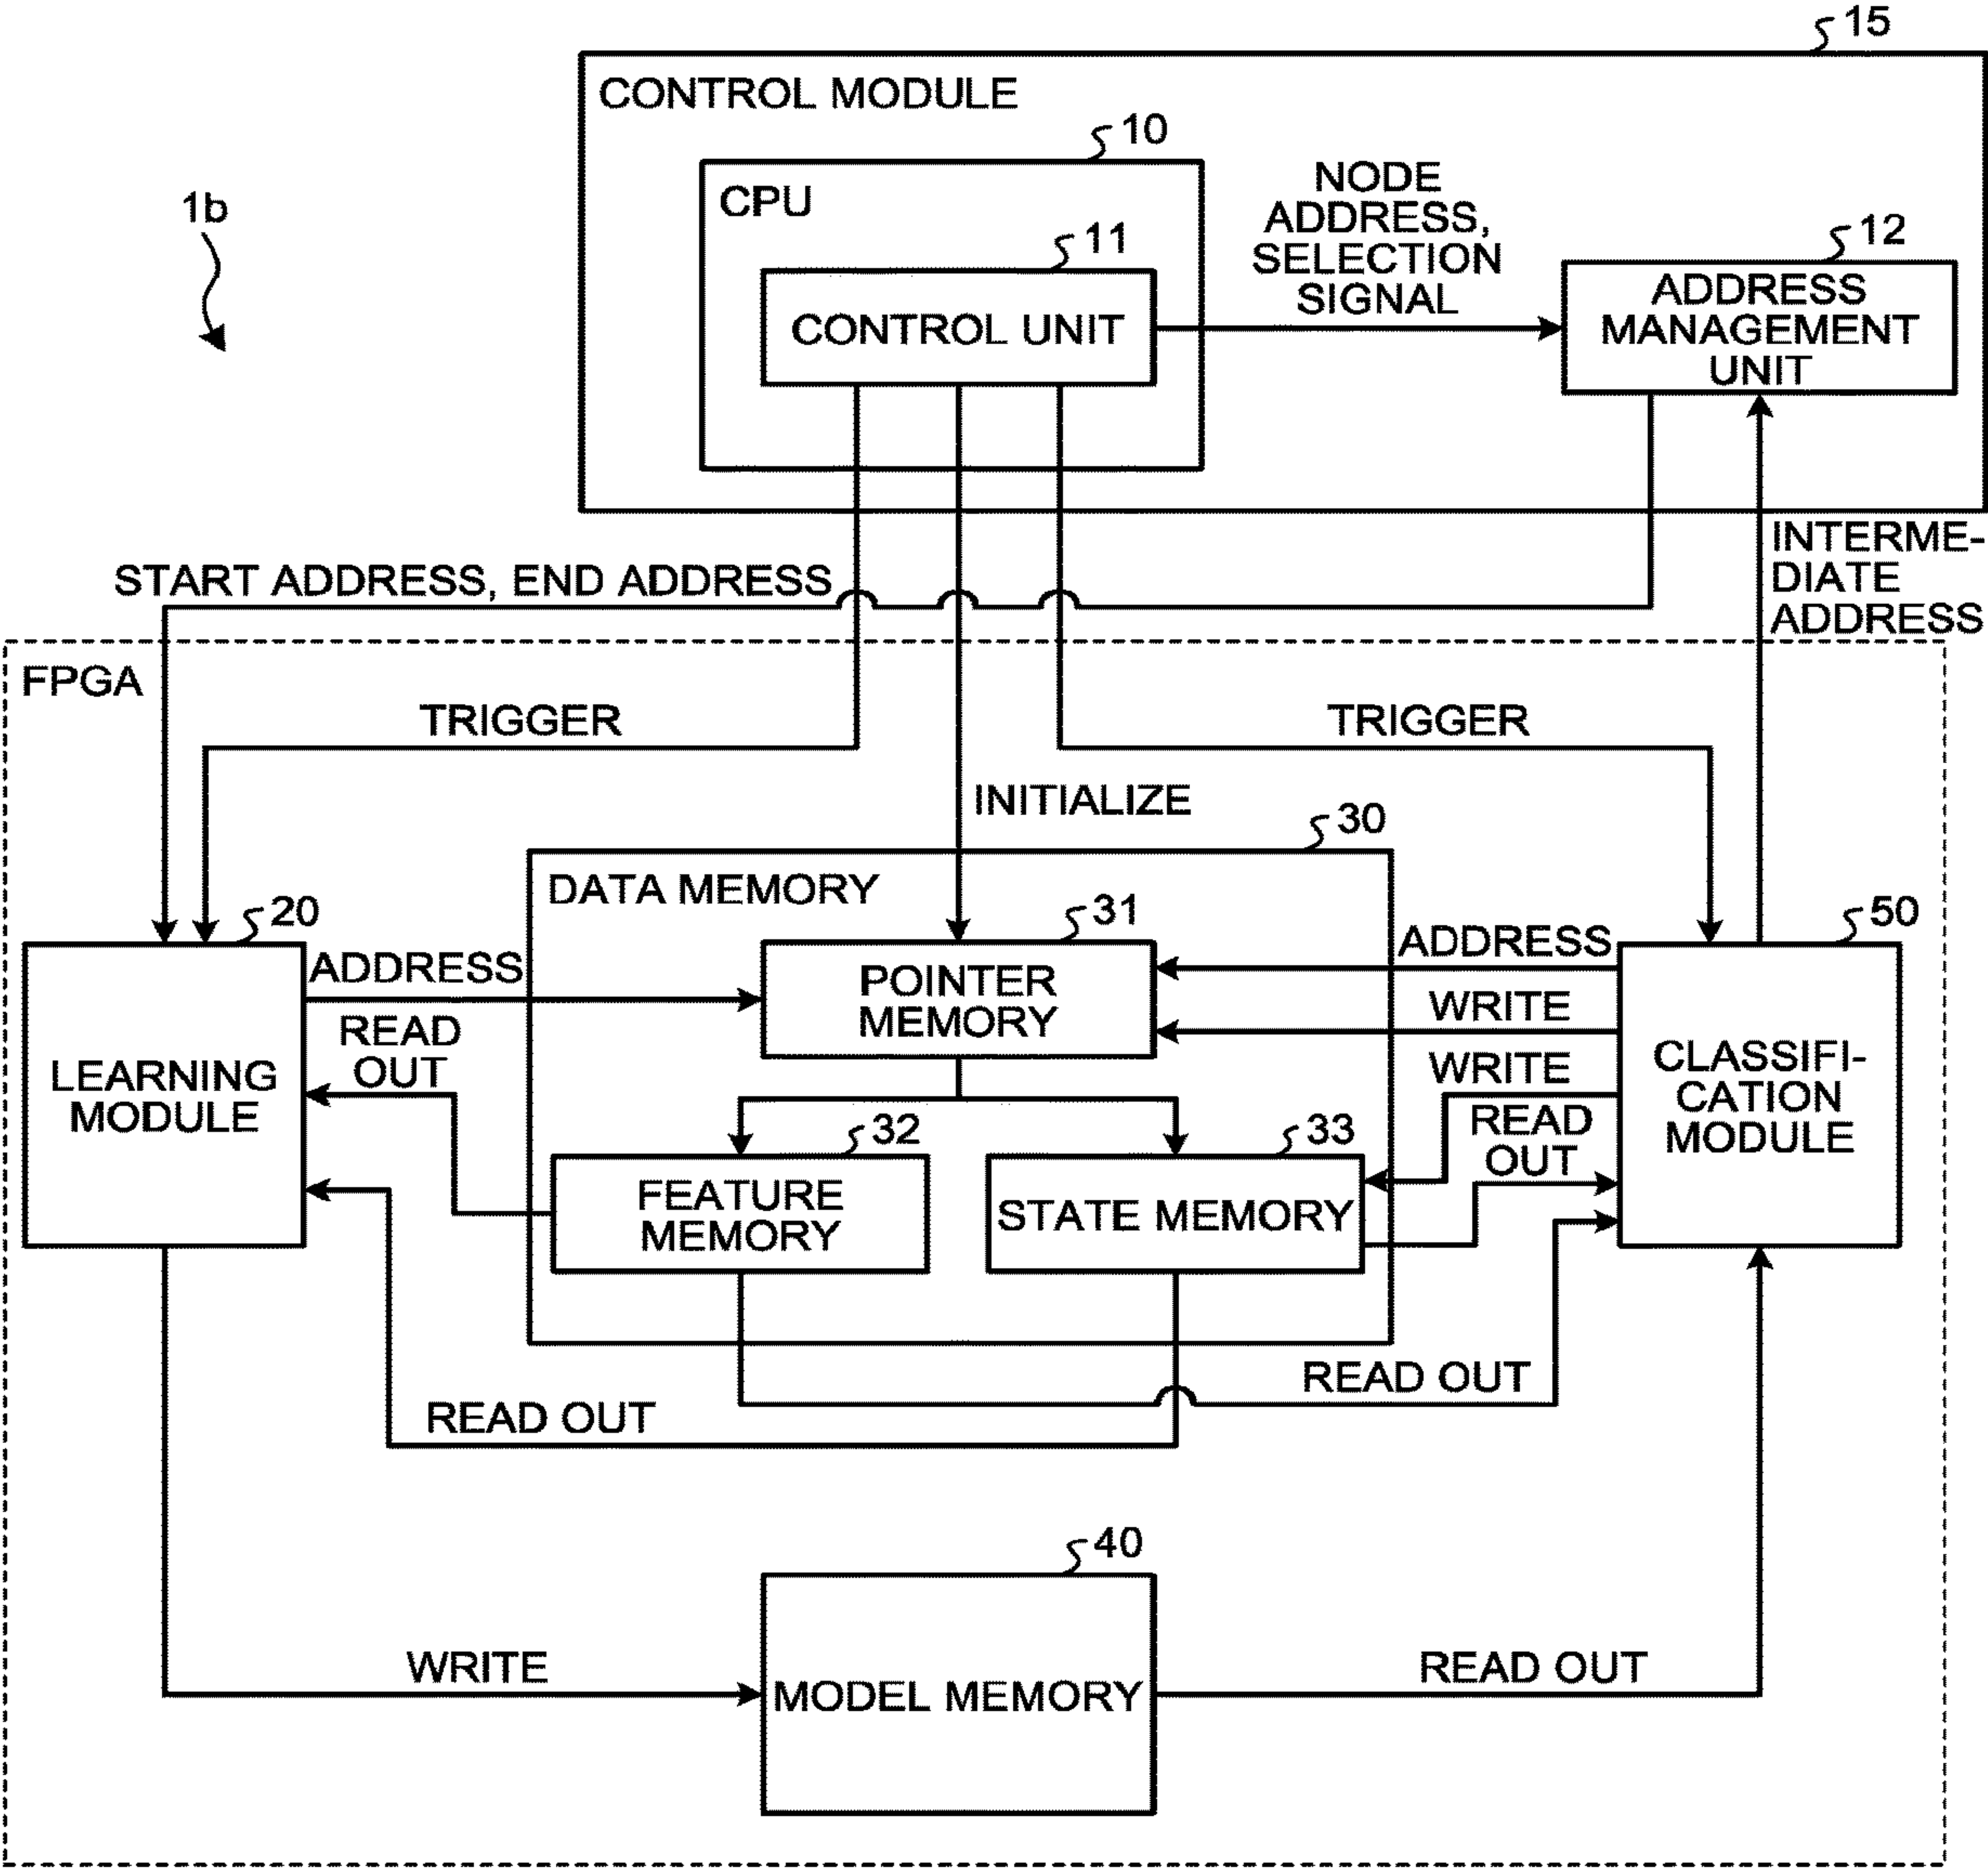 15
CONTROL MODULE
10
CPU
NODE
ADDRESS,
SELECTION
SIGNAL
1b
11
12
CONTROL UNIT
ADDRESS
MANAGEMENT
UNIT
INTERME-
DIATE
ADDRESS
START ADDRESS, END ADDRESS
FPGA
TRIGGER
TRIGGER
INITIALIZE
30
DATA MEMORY
20
31
50
ADDRESS
ADDRESS
POINTER
MEMORY
WRITE
READ
OUT
WRITE
LEARNING
MODULE
CLASSIFI-
CATION
MODULE
READ
OUT
32
33
FEATURE
MEMORY
STATE MEMORY
READ OUT
READ OUT
40
WRITE
MODEL MEMORY
READ OUT